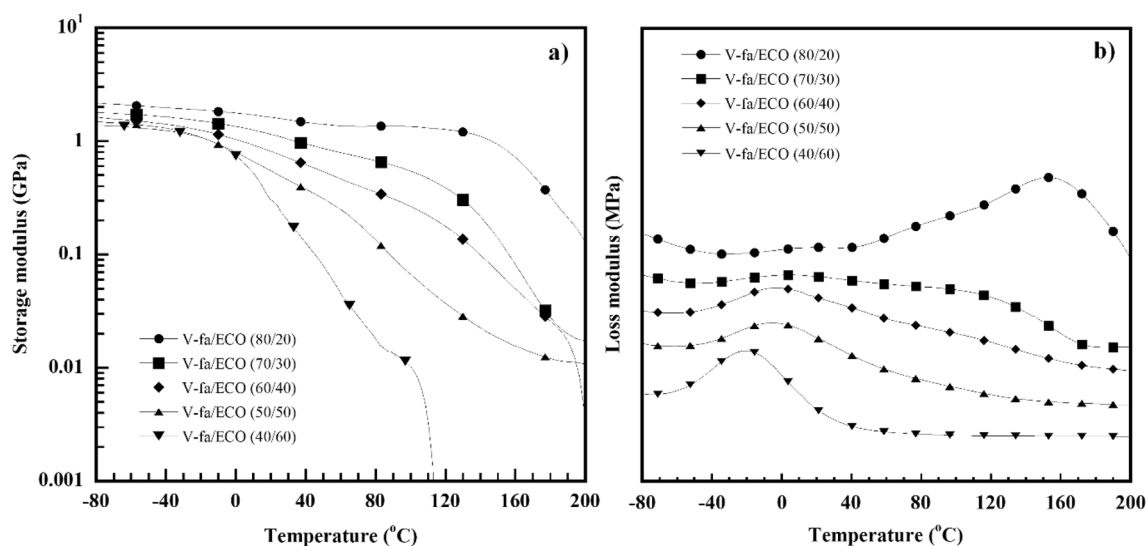 a)
10¹
1
0.1
0.01
0.001
Storage modulus (GPa)
V-fa/ECO (80/20)
V-fa/ECO (70/30)
V-fa/ECO (60/40)
V-fa/ECO (50/50)
V-fa/ECO (40/60)
-80 -40 0 40 80 120 160 200
Temperature (°C)
b)
Loss modulus (MPa)
V-fa/ECO (80/20)
V-fa/ECO (70/30)
V-fa/ECO (60/40)
V-fa/ECO (50/50)
V-fa/ECO (40/60)
-80 -40 0 40 80 120 160 200
Temperature (°C)